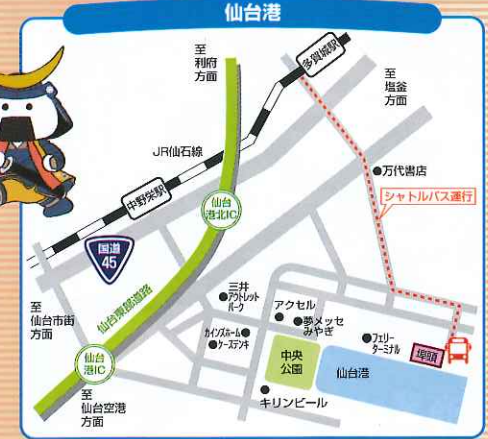 仙台港
至
利府
方面
多賀城駅
至
塩釜
方面
JR仙石線
万代書店
シャトルバス運行
中野栄駅
仙台
港北IC
国道
45
仙台東部道路
至
仙台市街
方面
三井
アウトレット
パーク
アクセル
夢メッセ
みやぎ
フェリー
ターミナル
埠頭
カインズホーム
ケーズデンキ
中央
公園
仙台港
仙台
港IC
至
仙台空港
方面
キリンビール